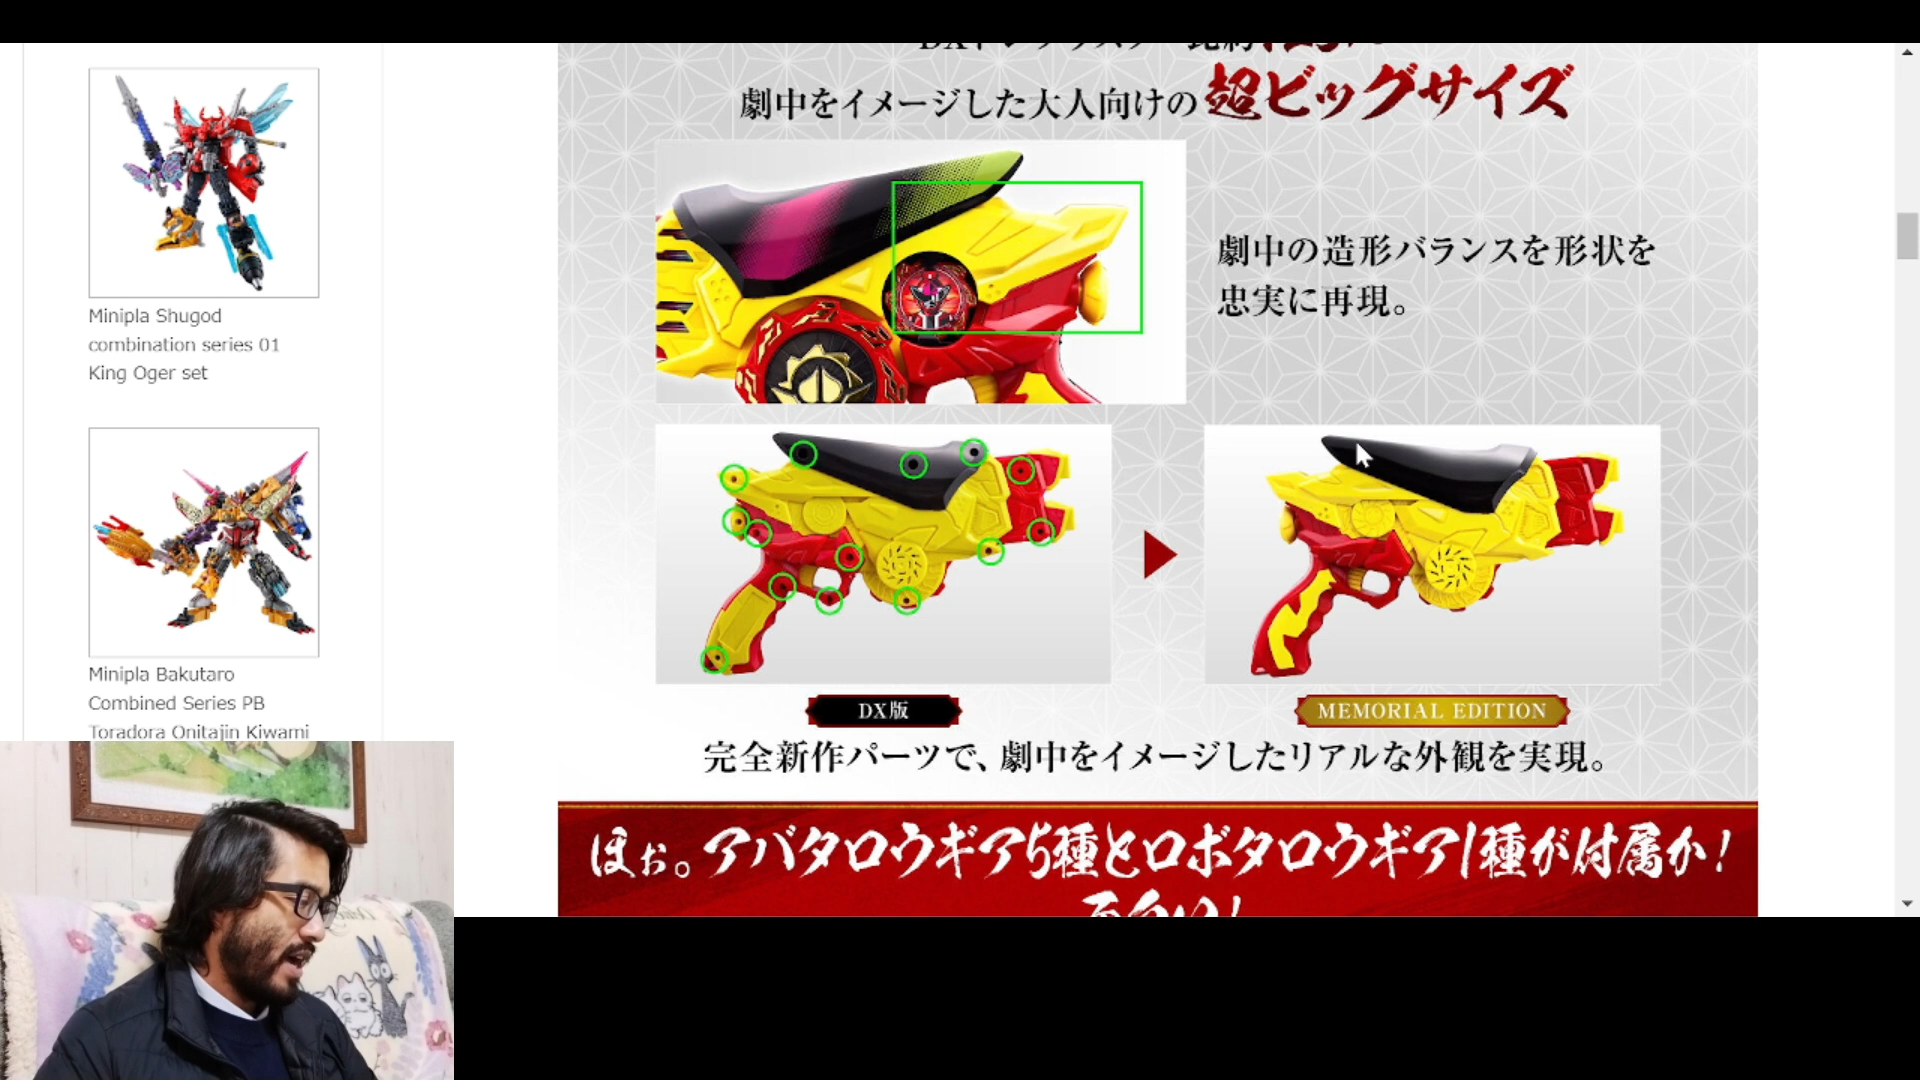 Minipla Shugod
combination series 01
King Oger set
Minipla Bakutaro
Combined Series PB
Toradora Onitajin Kiwami
劇中をイメージした大人向けの超ビッグサイズ
劇中の造形バランスを形状を
忠実に再現。
DX版
MEMORIAL EDITION
完全新作パーツで、劇中をイメージしたリアルな外観を実現。
ほぉ。アバタロウギア5種とロボタロウギア1種が付属か!